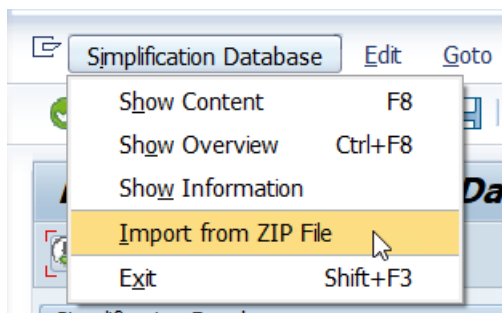 Simplification Database Edit Goto
Show Content F8
Show Overview Ctrl+F8
Show Information
Import from ZIP File
Exit Shift+F3
Da